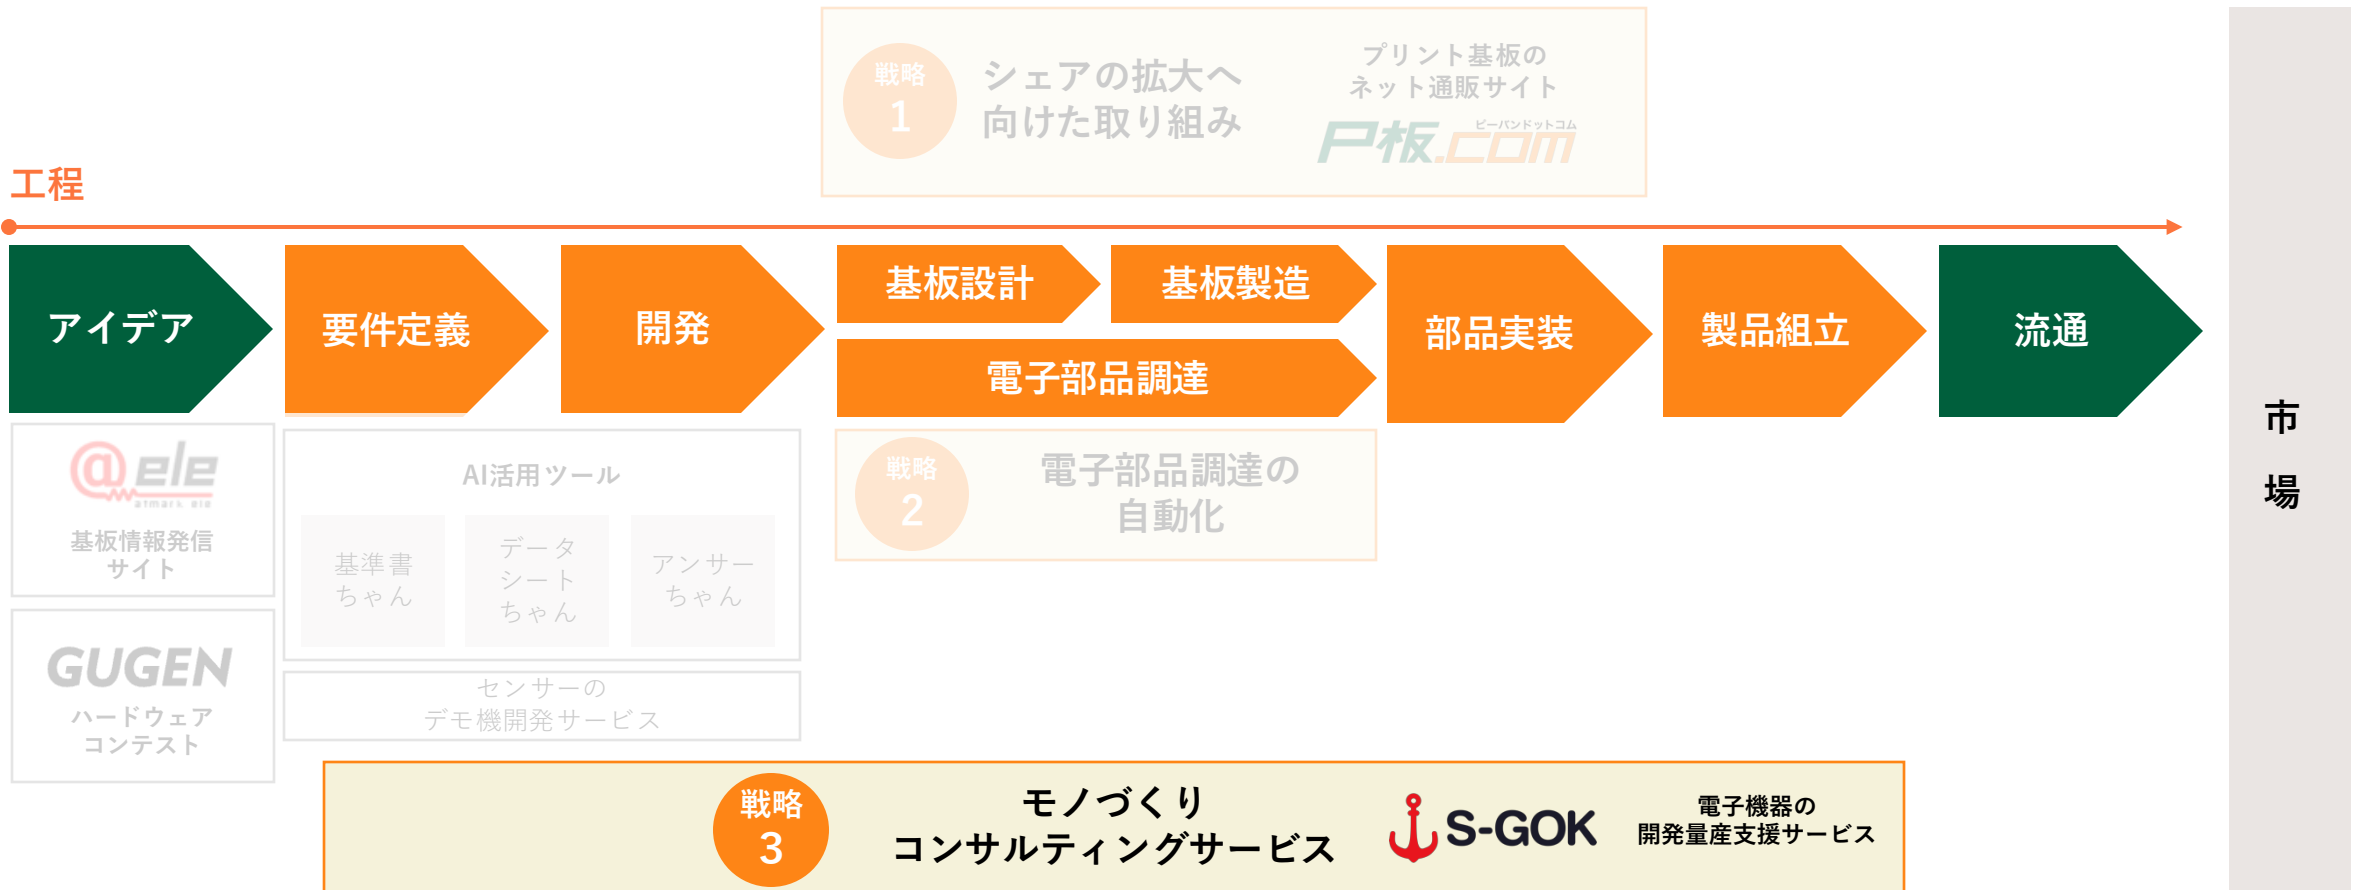 戦略
1
シェアの拡大へ
向けた取り組み
プリント基板の
ネット通販サイト
ピーバンドットコム
P板.com
工程
アイデア
要件定義
開発
基板設計
基板製造
電子部品調達
部品実装
製品組立
流通
市
場
@ele
atmark ele
基板情報発信
サイト
GUGEN
ハードウェア
コンテスト
AI活用ツール
基準書
ちゃん
データ
シート
ちゃん
アンサー
ちゃん
センサーの
デモ機開発サービス
戦略
2
電子部品調達の
自動化
戦略
3
モノづくり
コンサルティングサービス
S-GOK
電子機器の
開発量産支援サービス